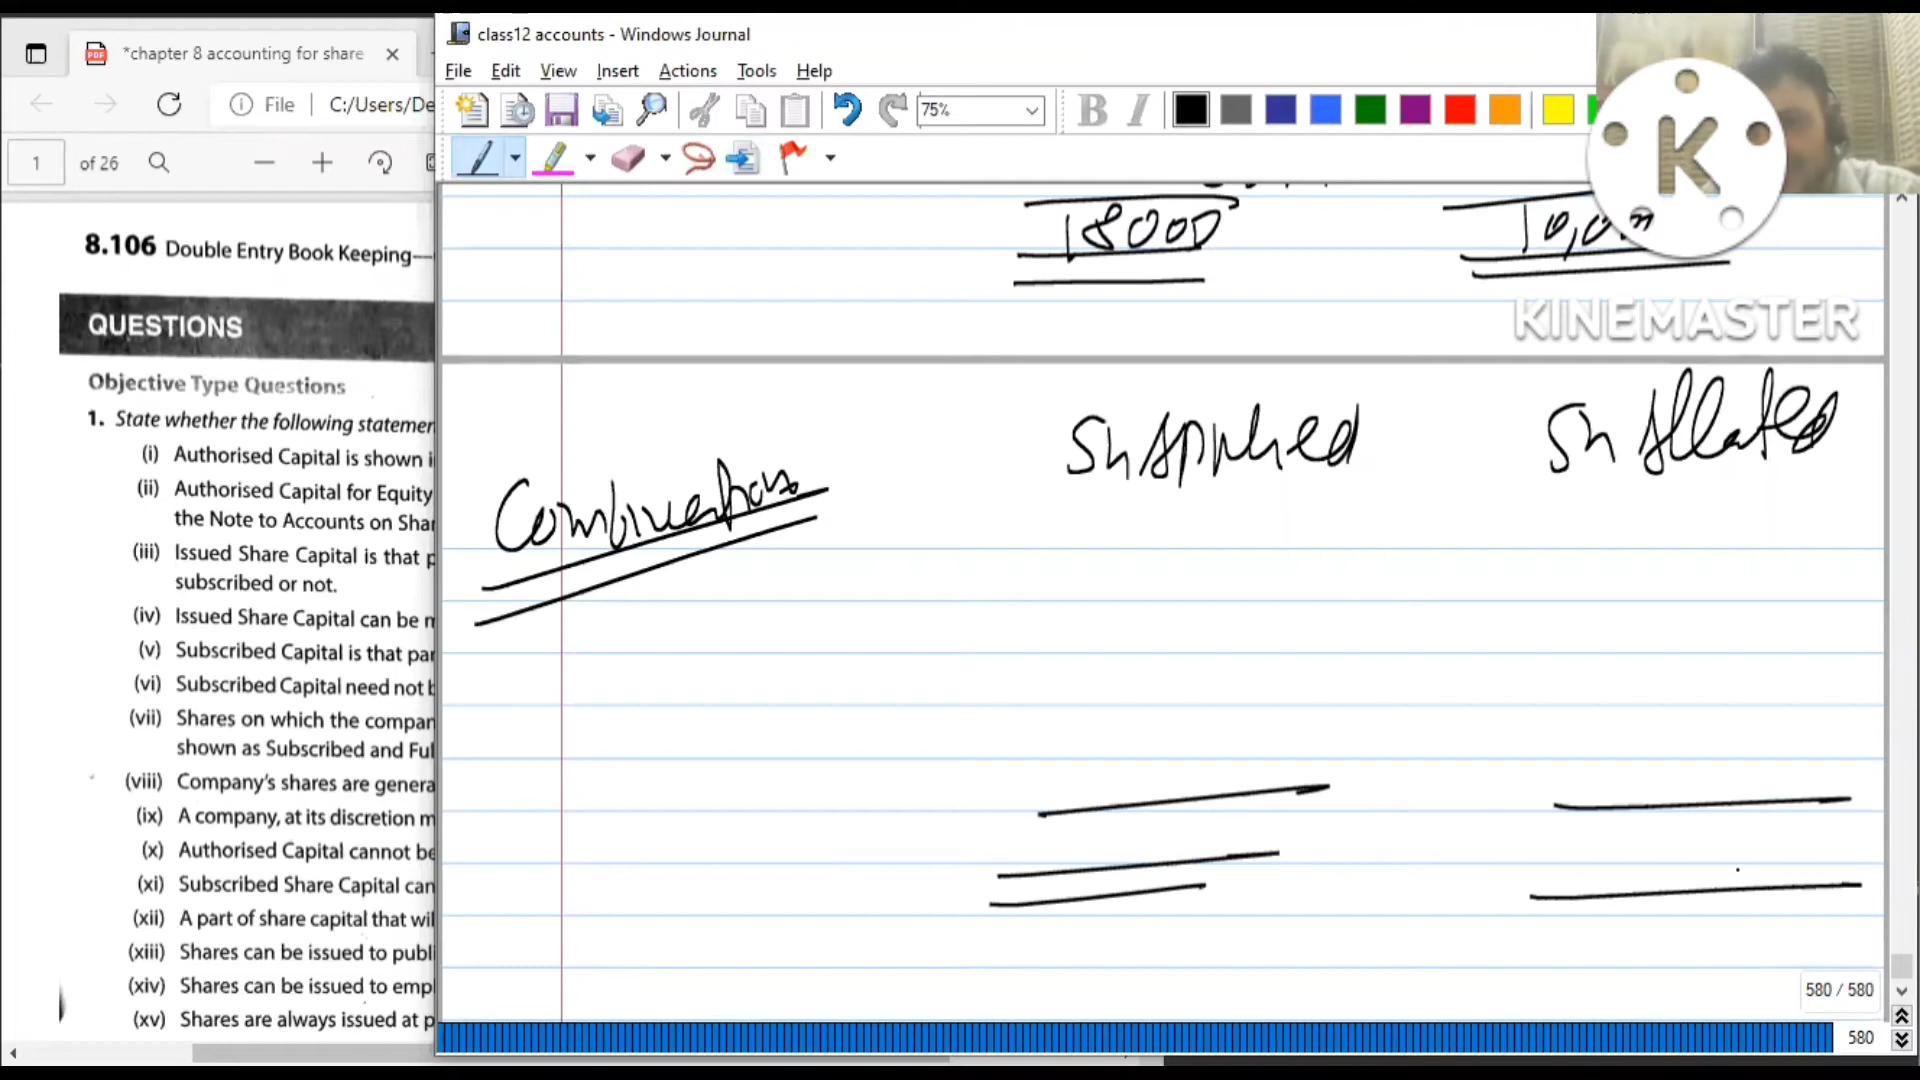 *chapter 8 accounting for share
File
C:/Users/De
1 of 26
8.106 Double Entry Book Keeping—
QUESTIONS
Objective Type Questions
1. State whether the following statemen
(i) Authorised Capital is shown i
(ii) Authorised Capital for Equity
the Note to Accounts on Shar
(iii) Issued Share Capital is that p
subscribed or not.
(iv) Issued Share Capital can be m
(v) Subscribed Capital is that par
(vi) Subscribed Capital need not b
(vii) Shares on which the compan
shown as Subscribed and Ful
(viii) Company's shares are genera
(ix) A company, at its discretion m
(x) Authorised Capital cannot be
(xi) Subscribed Share Capital can
(xii) A part of share capital that wil
(xiii) Shares can be issued to publi
(xiv) Shares can be issued to empl
(xv) Shares are always issued at p
class12 accounts - Windows Journal
File Edit View Insert Actions Tools Help
75%
B I
K
KINEMASTER
18000
Sh Applied
Sh Allotted
Combination
580 / 580
580